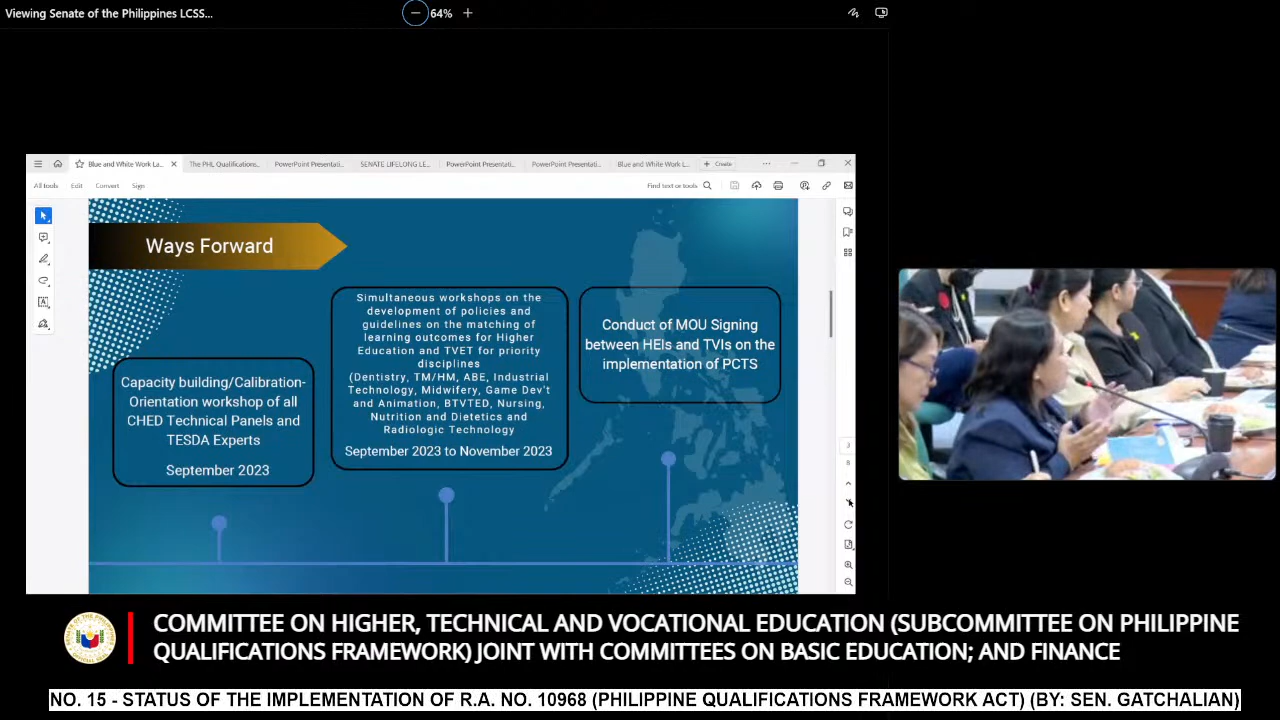 Viewing Senate of the Philippines LCSS...
64%
Blue and White Work La...
The PHL Qualifications...
PowerPoint Presentati...
SENATE LIFELONG LE...
PowerPoint Presentati...
PowerPoint Presentati...
Blue and White Work L...
Create
All tools
Edit
Convert
Sign
Find text or tools
Ways Forward
Capacity building/Calibration-
Orientation workshop of all
CHED Technical Panels and
TESDA Experts
September 2023
Simultaneous workshops on the
development of policies and
guidelines on the matching of
learning outcomes for Higher
Education and TVET for priority
disciplines
(Dentistry, TM/HM, ABE, Industrial
Technology, Midwifery, Game Dev't
and Animation, BTVTED, Nursing,
Nutrition and Dietetics and
Radiologic Technology
September 2023 to November 2023
Conduct of MOU Signing
between HEIs and TVIs on the
implementation of PCTS
3
8
COMMITTEE ON HIGHER, TECHNICAL AND VOCATIONAL EDUCATION (SUBCOMMITTEE ON PHILIPPINE
QUALIFICATIONS FRAMEWORK) JOINT WITH COMMITTEES ON BASIC EDUCATION; AND FINANCE
NO. 15 - STATUS OF THE IMPLEMENTATION OF R.A. NO. 10968 (PHILIPPINE QUALIFICATIONS FRAMEWORK ACT) (BY: SEN. GATCHALIAN)